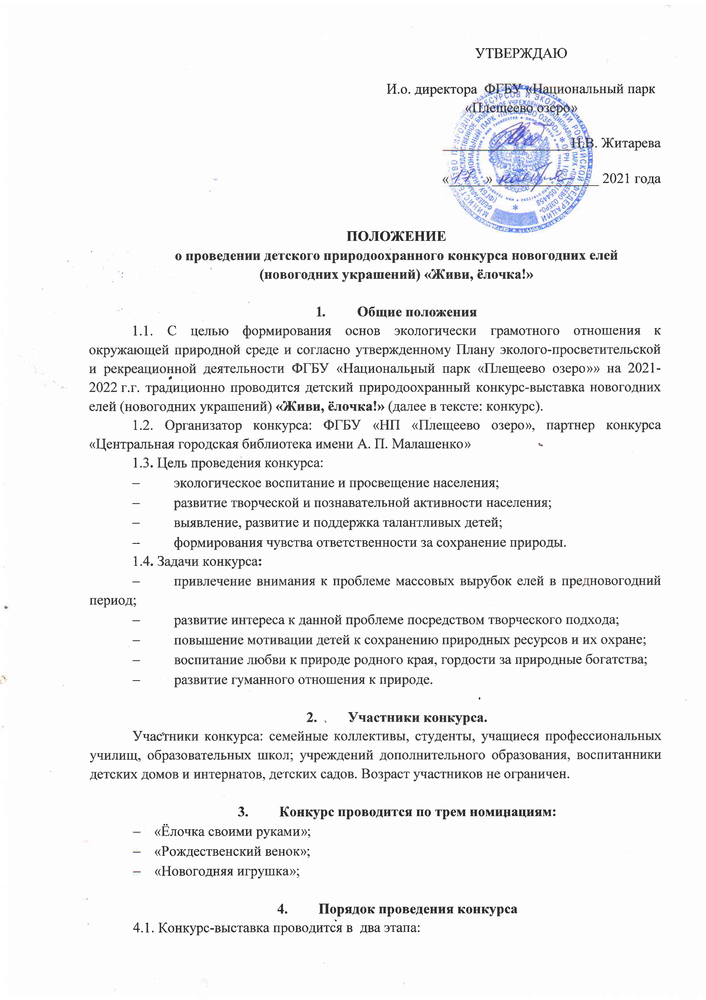 УТВЕРЖДАЮ
И.о. директора ФГБУ «Национальный парк
«Плещеево озеро»
Н.В. Житарева
«17» ноября 2021 года
ПОЛОЖЕНИЕ
о проведении детского природоохранного конкурса новогодних елей
(новогодних украшений) «Живи, ёлочка!»
1. Общие положения
1.1. С целью формирования основ экологически грамотного отношения к
окружающей природной среде и согласно утвержденному Плану эколого-просветительской
и рекреационной деятельности ФГБУ «Национальный парк «Плещеево озеро»» на 2021-
2022 г.г. традиционно проводится детский природоохранный конкурс-выставка новогодних
елей (новогодних украшений) «Живи, ёлочка!» (далее в тексте: конкурс).
1.2. Организатор конкурса: ФГБУ «НП «Плещеево озеро», партнер конкурса
«Центральная городская библиотека имени А. П. Малашенко»
1.3. Цель проведения конкурса:
– экологическое воспитание и просвещение населения;
– развитие творческой и познавательной активности населения;
– выявление, развитие и поддержка талантливых детей;
– формирования чувства ответственности за сохранение природы.
1.4. Задачи конкурса:
– привлечение внимания к проблеме массовых вырубок елей в предновогодний
период;
– развитие интереса к данной проблеме посредством творческого подхода;
– повышение мотивации детей к сохранению природных ресурсов и их охране;
– воспитание любви к природе родного края, гордости за природные богатства;
– развитие гуманного отношения к природе.
2. Участники конкурса.
Участники конкурса: семейные коллективы, студенты, учащиеся профессиональных
училищ, образовательных школ; учреждений дополнительного образования, воспитанники
детских домов и интернатов, детских садов. Возраст участников не ограничен.
3. Конкурс проводится по трем номинациям:
– «Ёлочка своими руками»;
– «Рождественский венок»;
– «Новогодняя игрушка»;
4. Порядок проведения конкурса
4.1. Конкурс-выставка проводится в два этапа: